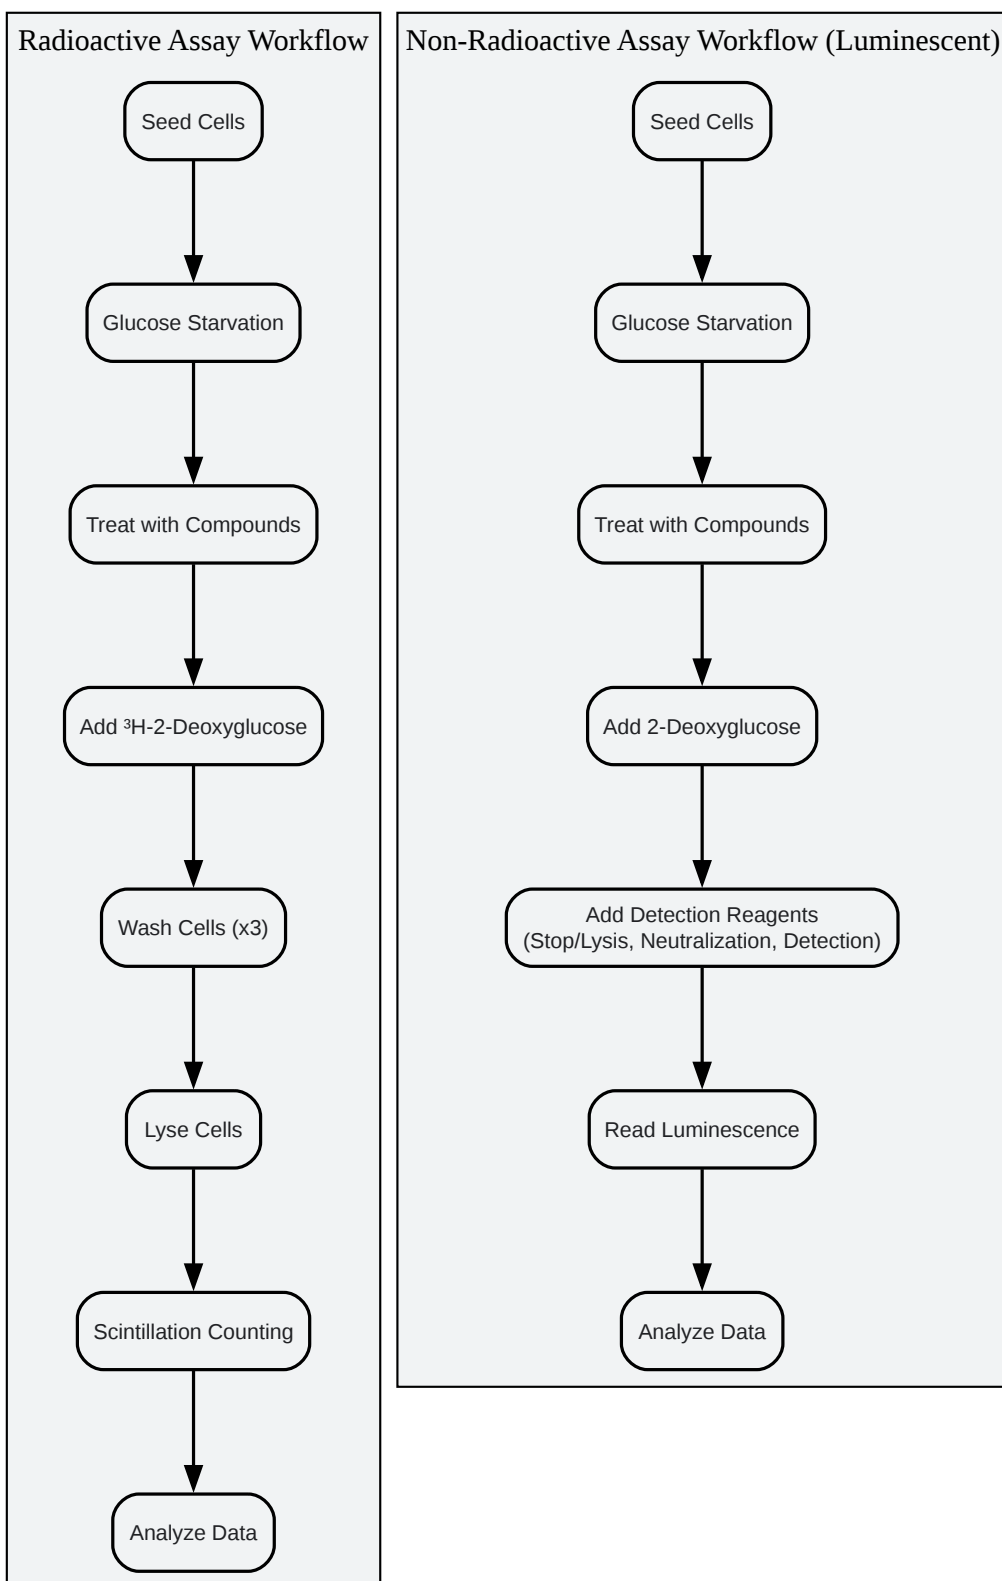 Radioactive Assay Workflow
Seed Cells
Glucose Starvation
Treat with Compounds
Add ³H-2-Deoxyglucose
Wash Cells (x3)
Lyse Cells
Scintillation Counting
Analyze Data
Non-Radioactive Assay Workflow (Luminescent)
Seed Cells
Glucose Starvation
Treat with Compounds
Add 2-Deoxyglucose
Add Detection Reagents
(Stop/Lysis, Neutralization, Detection)
Read Luminescence
Analyze Data